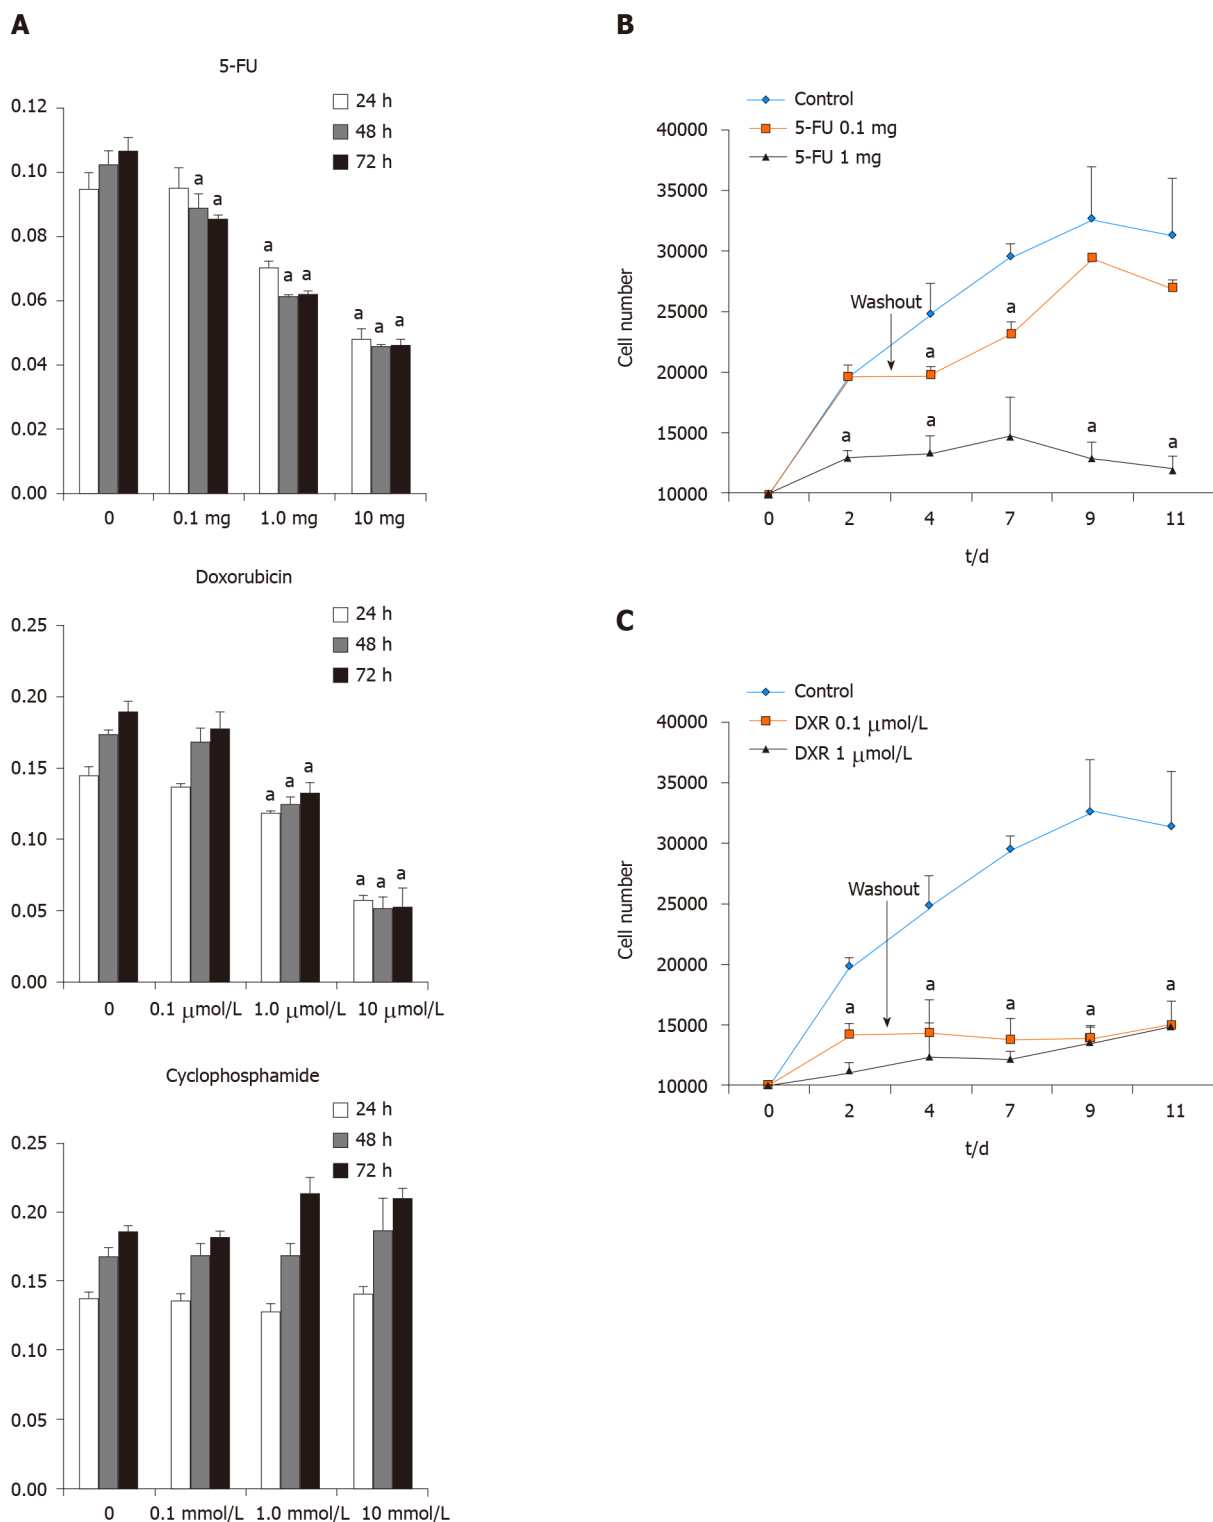 A
5-FU
24 h
48 h
72 h
0.12
0.10
0.08
0.06
0.04
0.02
0.00
a
a
a
a
a
a
a
a
0
0.1 mg
1.0 mg
10 mg
Doxorubicin
24 h
48 h
72 h
0.25
0.20
0.15
0.10
0.05
0.00
a
a
a
a
a
a
0
0.1 μmol/L
1.0 μmol/L
10 μmol/L
Cyclophosphamide
24 h
48 h
72 h
0.25
0.20
0.15
0.10
0.05
0.00
0
0.1 mmol/L
1.0 mmol/L
10 mmol/L
B
Control
5-FU 0.1 mg
5-FU 1 mg
Cell number
40000
35000
30000
25000
20000
15000
10000
Washout
a
a
a
a
a
a
0
2
4
7
9
11
t/d
C
Control
DXR 0.1 μmol/L
DXR 1 μmol/L
Cell number
40000
35000
30000
25000
20000
15000
10000
Washout
a
a
a
a
a
0
2
4
7
9
11
t/d